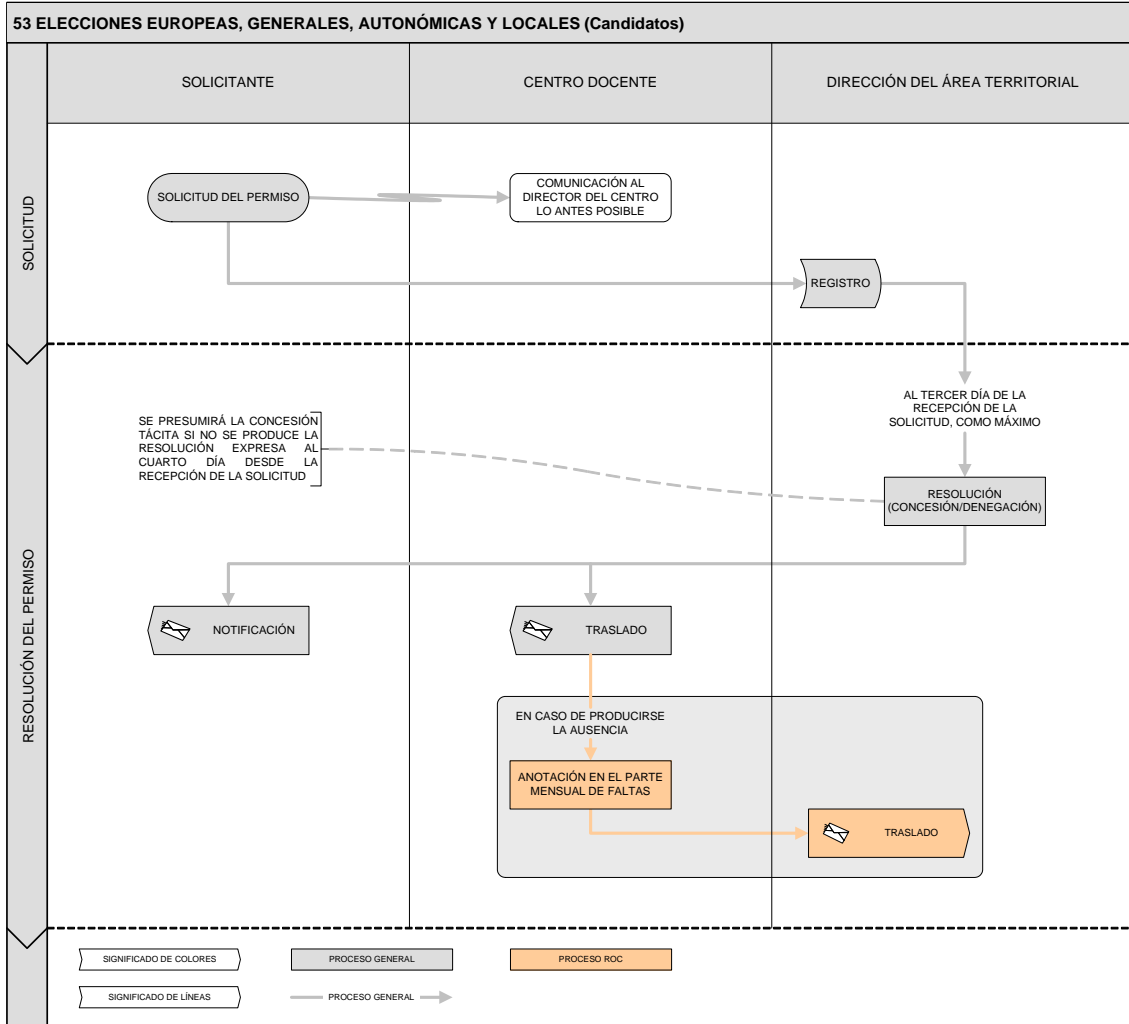 53 ELECCIONES EUROPEAS, GENERALES, AUTONÓMICAS Y LOCALES (Candidatos)
SOLICITANTE
CENTRO DOCENTE
DIRECCIÓN DEL ÁREA TERRITORIAL
SOLICITUD
SOLICITUD DEL PERMISO
COMUNICACIÓN AL
DIRECTOR DEL CENTRO
LO ANTES POSIBLE
REGISTRO
RESOLUCIÓN DEL PERMISO
AL TERCER DÍA DE LA
RECEPCIÓN DE LA
SOLICITUD, COMO MÁXIMO
SE PRESUMIRÁ LA CONCESIÓN
TÁCITA SI NO SE PRODUCE LA
RESOLUCIÓN EXPRESA AL
CUARTO DÍA DESDE LA
RECEPCIÓN DE LA SOLICITUD
RESOLUCIÓN
(CONCESIÓN/DENEGACIÓN)
NOTIFICACIÓN
TRASLADO
EN CASO DE PRODUCIRSE
LA AUSENCIA
ANOTACIÓN EN EL PARTE
MENSUAL DE FALTAS
TRASLADO
SIGNIFICADO DE COLORES
PROCESO GENERAL
PROCESO ROC
SIGNIFICADO DE LÍNEAS
PROCESO GENERAL